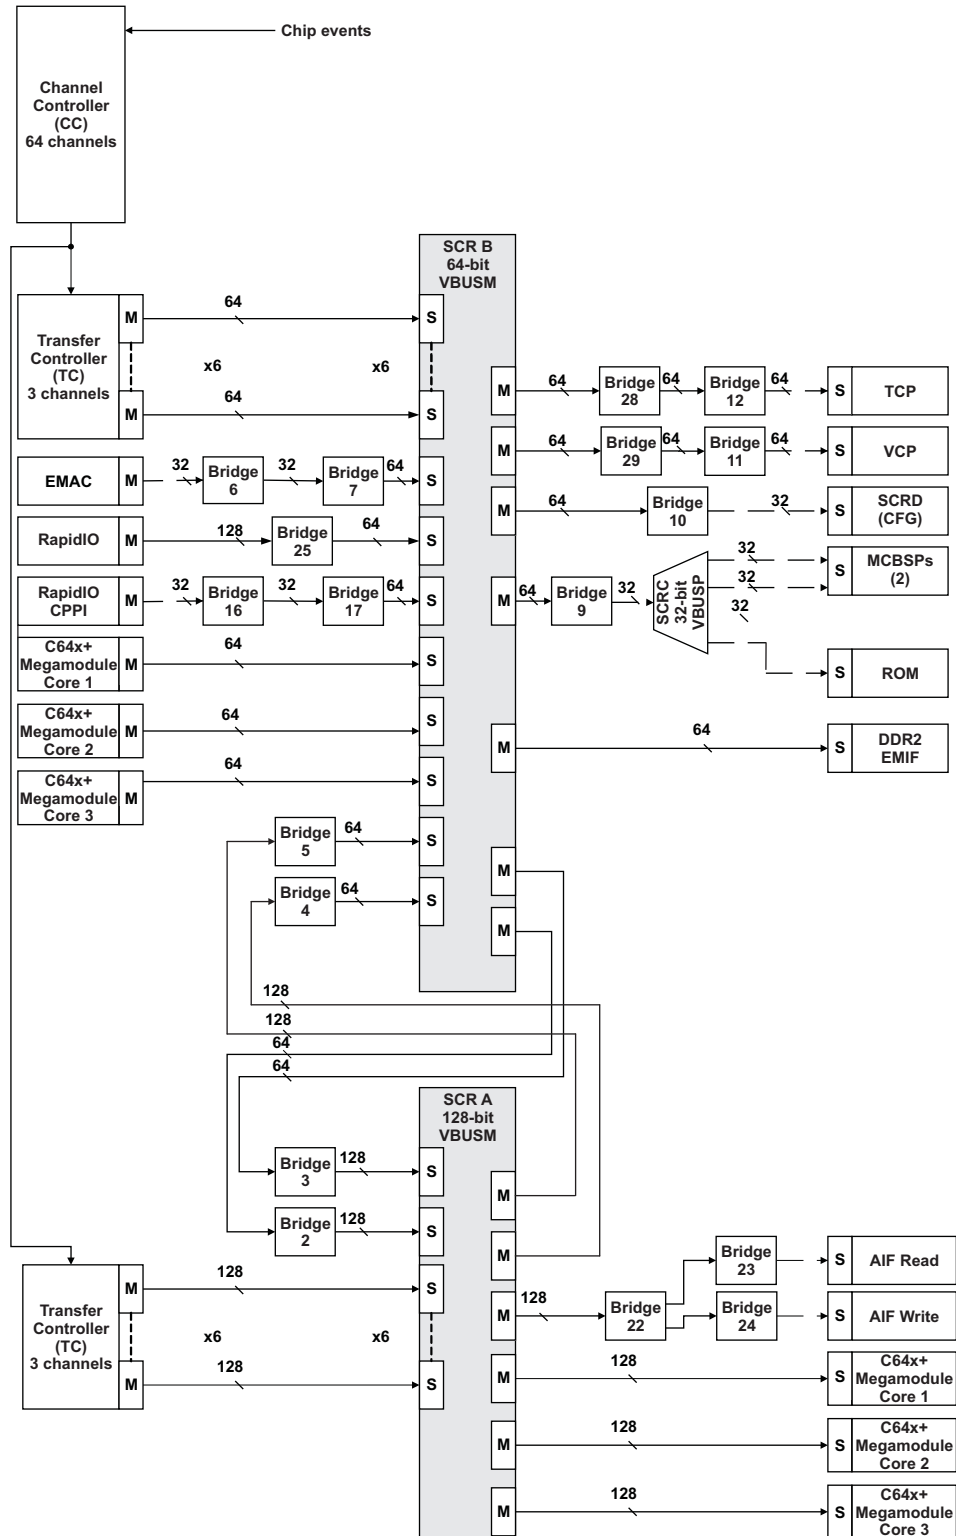 Chip events
Channel
Controller
(CC)
64 channels
SCR B
64-bit
VBUSM
Transfer
Controller
(TC)
3 channels
M
64
S
x6
x6
M
64
S
M
64
Bridge
28
64
Bridge
12
64
S
TCP
M
64
Bridge
29
64
Bridge
11
64
S
VCP
EMAC
M
32
Bridge
6
32
Bridge
7
64
S
M
64
Bridge
10
32
S
SCRD
(CFG)
RapidIO
M
128
Bridge
25
64
S
RapidIO
CPPI
M
32
Bridge
16
32
Bridge
17
64
S
M
64
Bridge
9
32
SCRC
32-bit
VBUSP
32
32
32
S
MCBSPs
(2)
S
ROM
C64x+
Megamodule
Core 1
M
64
S
C64x+
Megamodule
Core 2
M
64
S
M
64
S
DDR2
EMIF
C64x+
Megamodule
Core 3
M
64
S
Bridge
5
64
S
M
Bridge
4
64
S
M
128
128
64
64
SCR A
128-bit
VBUSM
Bridge
3
128
S
M
Bridge
2
128
S
M
Transfer
Controller
(TC)
3 channels
M
128
S
x6
x6
M
128
S
M
128
Bridge
22
Bridge
23
S
AIF Read
Bridge
24
S
AIF Write
M
128
S
C64x+
Megamodule
Core 1
M
128
S
C64x+
Megamodule
Core 2
M
128
S
C64x+
Megamodule
Core 3